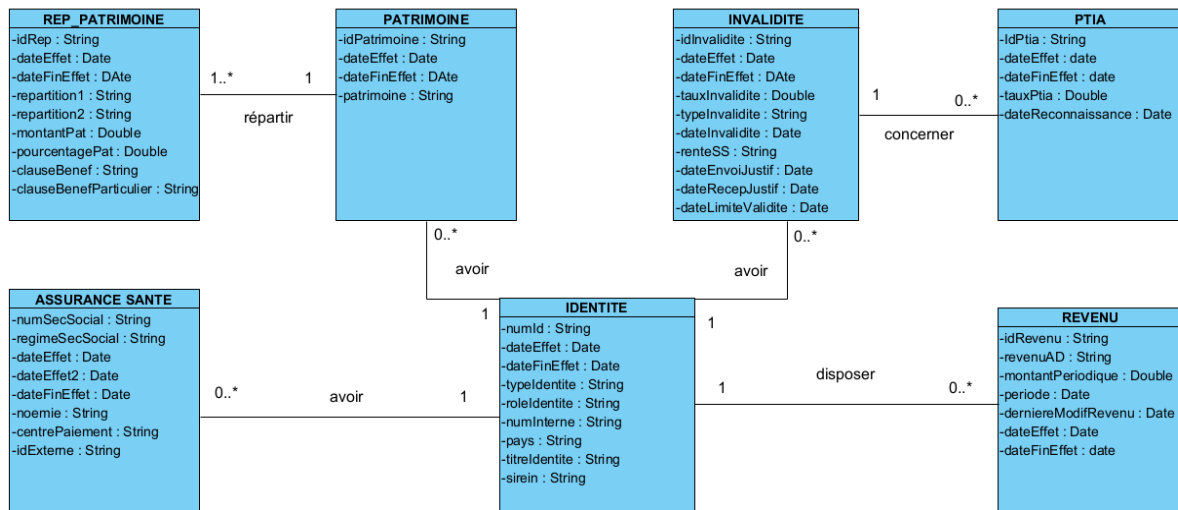 REP_PATRIMOINE
-idRep : String
-dateEffet : Date
-dateFinEffet : DAte
-repartition1 : String
-repartition2 : String
-montantPat : Double
-pourcentagePat : Double
-clauseBenef : String
-clauseBenefParticulier : String
1..*
1
répartir
PATRIMOINE
-idPatrimoine : String
-dateEffet : Date
-dateFinEffet : DAte
-patrimoine : String
INVALIDITE
-idInvalidite : String
-dateEffet : Date
-dateFinEffet : DAte
-tauxInvalidite : Double
-typeInvalidite : String
-dateInvalidite : Date
-renteSS : String
-dateEnvoiJustif : Date
-dateRecepJustif : Date
-dateLimiteValidite : Date
1
0..*
concerner
PTIA
-IdPtia : String
-dateEffet : date
-dateFinEffet : date
-tauxPtia : Double
-dateReconnaissance : Date
0..*
avoir
1
0..*
avoir
1
ASSURANCE SANTE
-numSecSocial : String
-regimeSecSocial : String
-dateEffet : Date
-dateEffet2 : Date
-dateFinEffet : Date
-noemie : String
-centrePaiement : String
-idExterne : String
0..*
avoir
1
IDENTITE
-numId : String
-dateEffet : Date
-dateFinEffet : Date
-typeIdentite : String
-roleIdentite : String
-numInterne : String
-pays : String
-titreIdentite : String
-sirein : String
1
disposer
0..*
REVENU
-idRevenu : String
-revenuAD : String
-montantPeriodique : Double
-periode : Date
-derniereModifRevenu : Date
-dateEffet : Date
-dateFinEffet : date